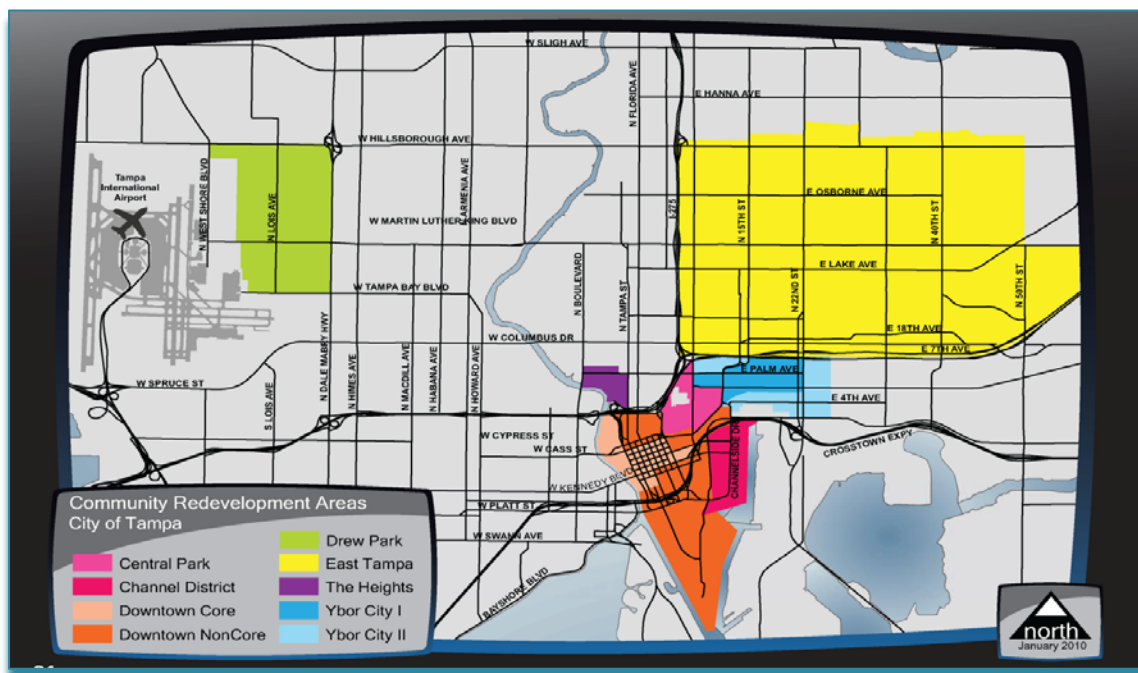 W SLIGH AVE
E HANNA AVE
N FLORIDA AVE
W HILLSBOROUGH AVE
Tampa
International
Airport
N WEST SHORE BLVD
N LOIS AVE
N ARMENIA AVE
W MARTIN LUTHER KING BLVD
I-275
N 15TH ST
E OSBORNE AVE
N 40TH ST
E LAKE AVE
N BOULEVARD
N TAMPA ST
N 22ND ST
N 50TH ST
W TAMPA BAY BLVD
N DALE MABRY HWY
N HIMES AVE
N MACDILL AVE
N HABANA AVE
N HOWARD AVE
W COLUMBUS DR
E 18TH AVE
E 7TH AVE
E PALM AVE
W SPRUCE ST
S LOIS AVE
E 4TH AVE
W CYPRESS ST
W CASS ST
CHANNELSIDE DR
CROSSTOWN EXPY
W KENNEDY BLVD
W PLATT ST
W SWANN AVE
BAYSHORE BLVD
Community Redevelopment Areas
City of Tampa
Central Park
Channel District
Downtown Core
Downtown NonCore
Drew Park
East Tampa
The Heights
Ybor City I
Ybor City II
north
January 2010